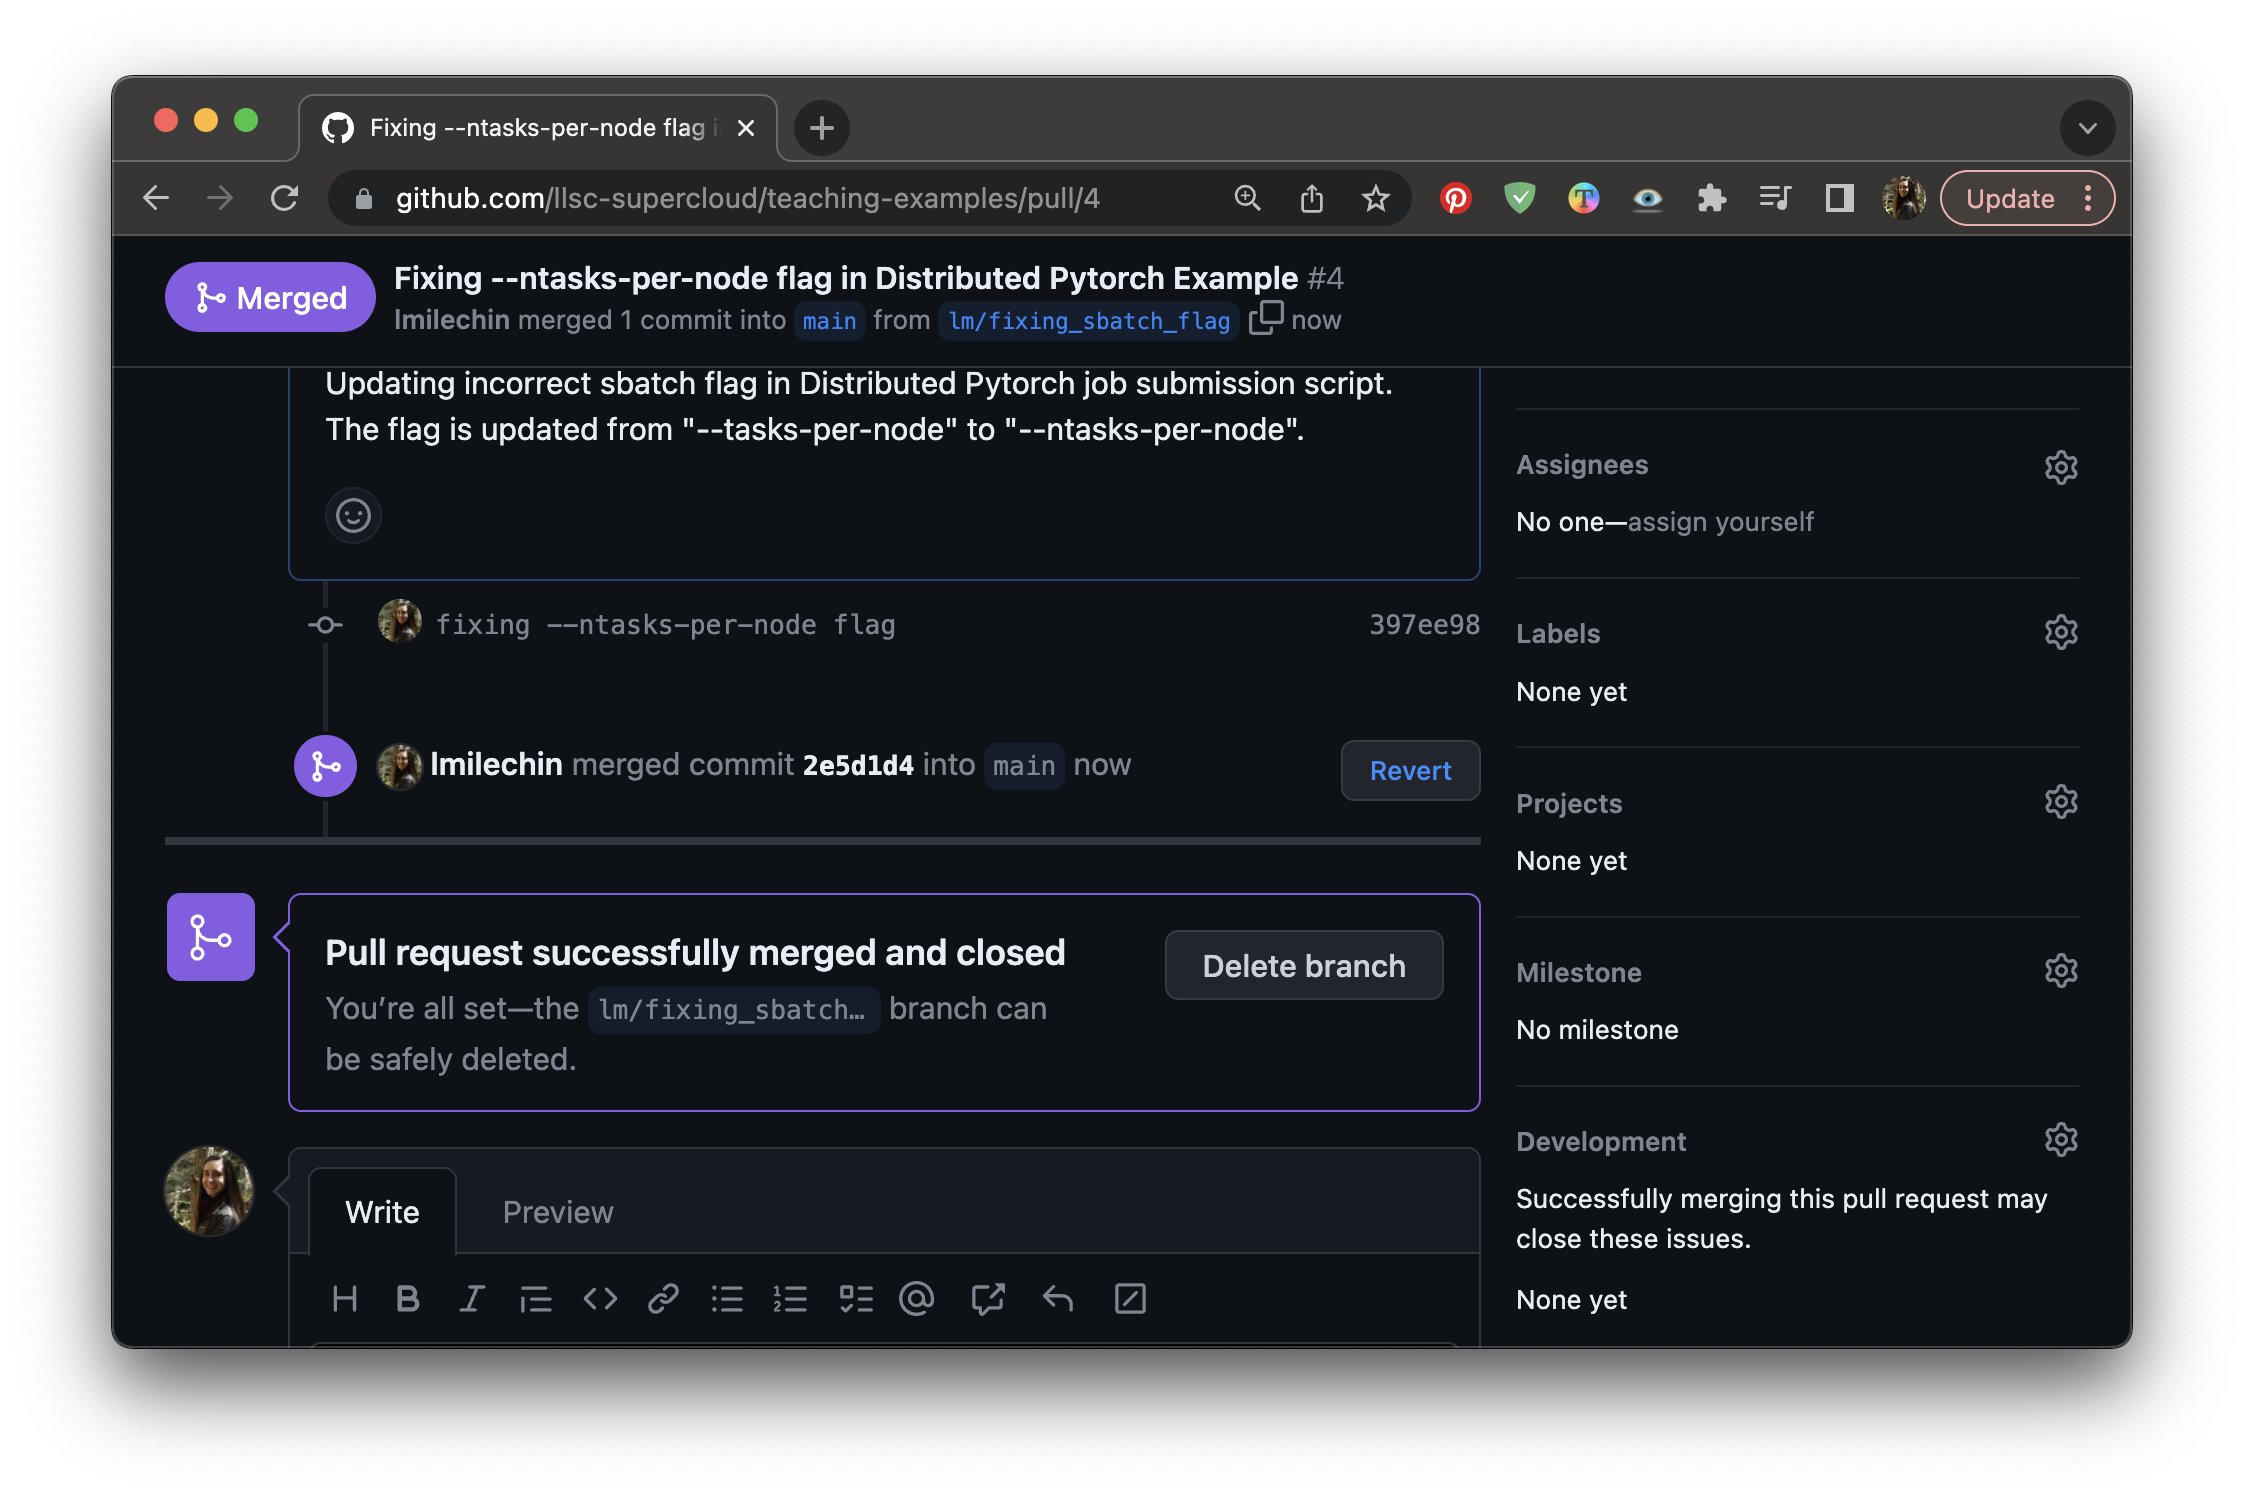 Fixing --ntasks-per-node flag i
github.com/llsc-supercloud/teaching-examples/pull/4
Update
Merged
Fixing --ntasks-per-node flag in Distributed Pytorch Example #4
lmilechin merged 1 commit into main from lm/fixing_sbatch_flag now
Updating incorrect sbatch flag in Distributed Pytorch job submission script.
The flag is updated from "--tasks-per-node" to "--ntasks-per-node".
fixing --ntasks-per-node flag
397ee98
lmilechin merged commit 2e5d1d4 into main now
Revert
Pull request successfully merged and closed
You’re all set—the lm/fixing_sbatch… branch can
be safely deleted.
Delete branch
Write
Preview
Assignees
No one—assign yourself
Labels
None yet
Projects
None yet
Milestone
No milestone
Development
Successfully merging this pull request may
close these issues.
None yet